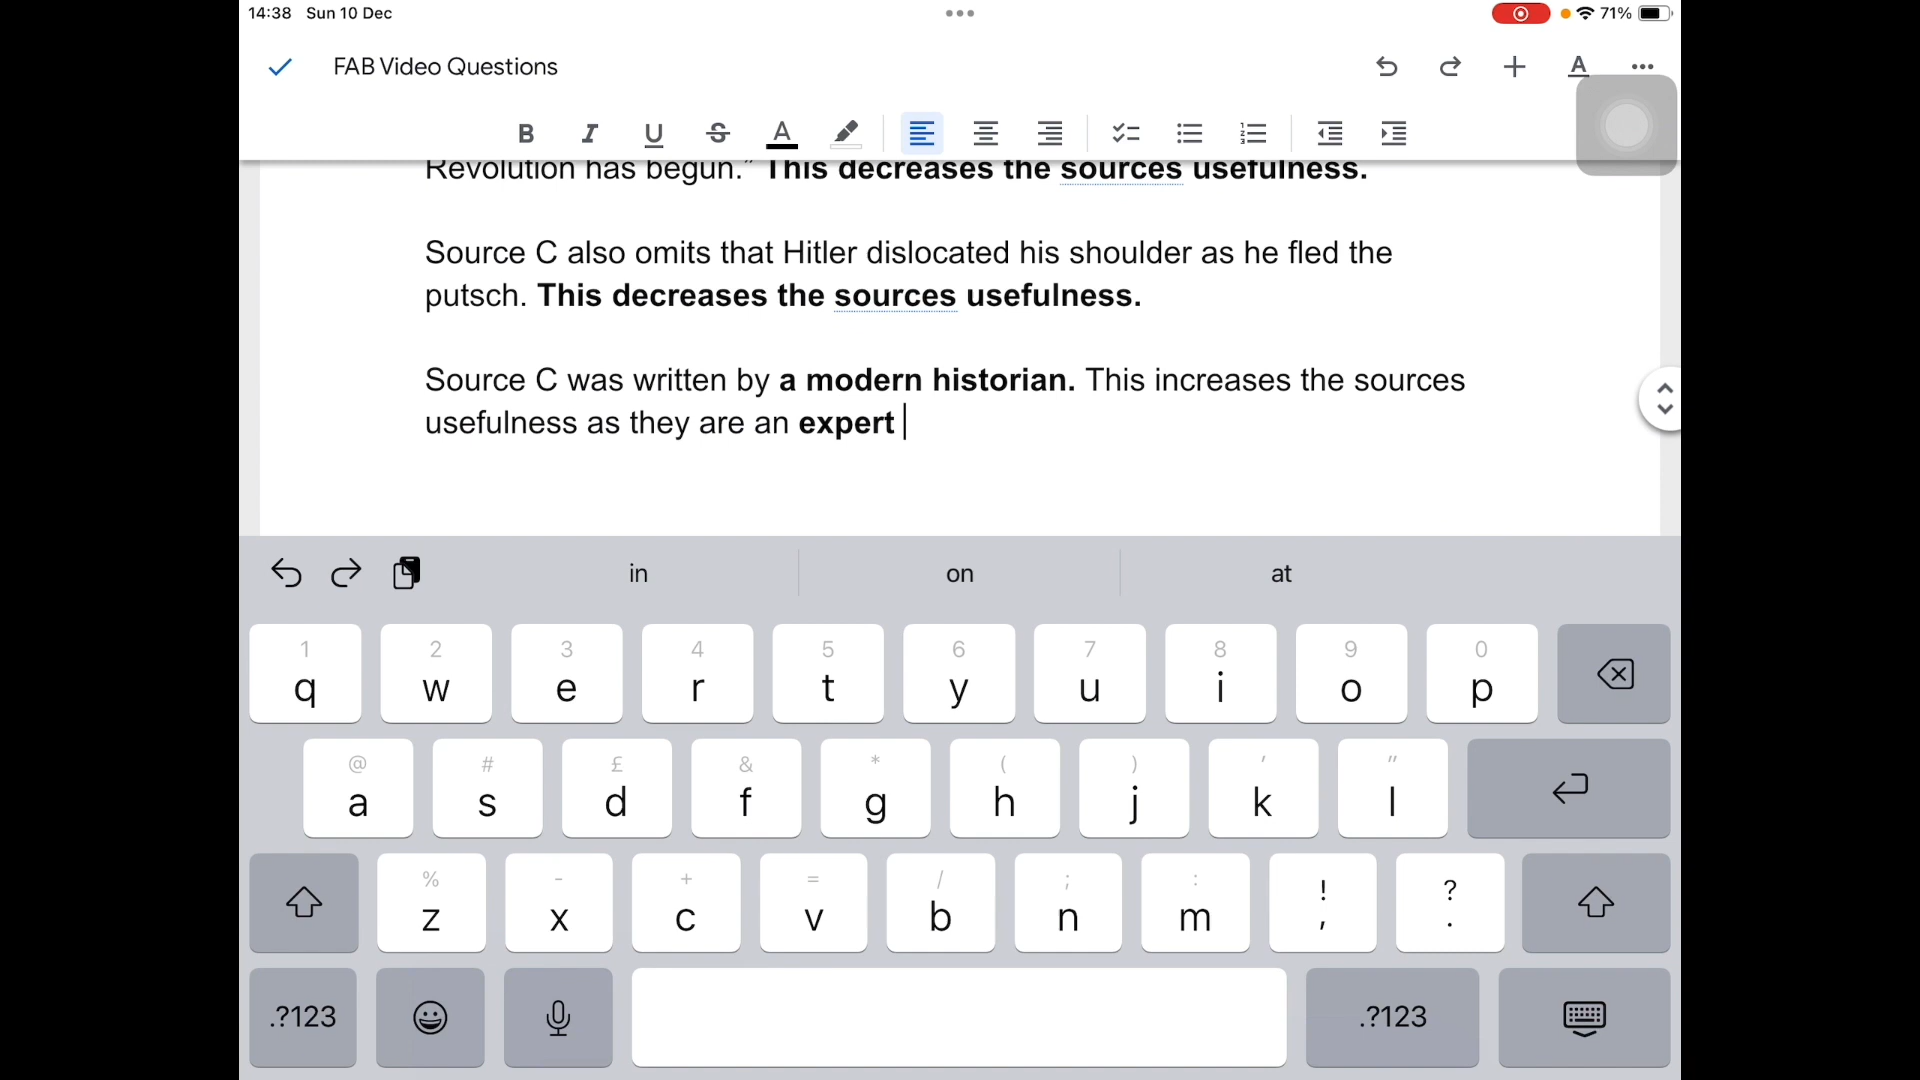 14:38 Sun 10 Dec
71%
FAB Video Questions
B I U S A
Revolution has begun.” This decreases the sources usefulness.
Source C also omits that Hitler dislocated his shoulder as he fled the
putsch. This decreases the sources usefulness.
Source C was written by a modern historian. This increases the sources
usefulness as they are an expert
in on at
1 2 3 4 5 6 7 8 9 0
q w e r t y u i o p
@ # £ & * ( ) ' "
a s d f g h j k l
% - + = / ; : ! ?
z x c v b n m , .
.?123 .?123